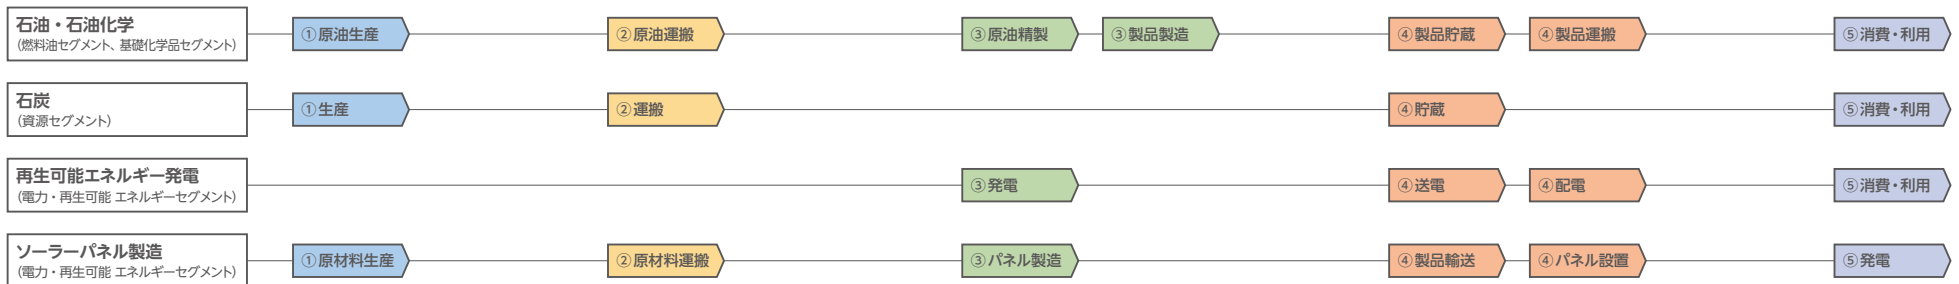 石油・石油化学
(燃料油セグメント、基礎化学品セグメント)
①原油生産
②原油運搬
③原油精製
③製品製造
④製品貯蔵
④製品運搬
⑤消費・利用
石炭
(資源セグメント)
①生産
②運搬
④貯蔵
⑤消費・利用
再生可能エネルギー発電
(電力・再生可能 エネルギーセグメント)
③発電
④送電
④配電
⑤消費・利用
ソーラーパネル製造
(電力・再生可能 エネルギーセグメント)
①原材料生産
②原材料運搬
③パネル製造
④製品輸送
④パネル設置
⑤発電